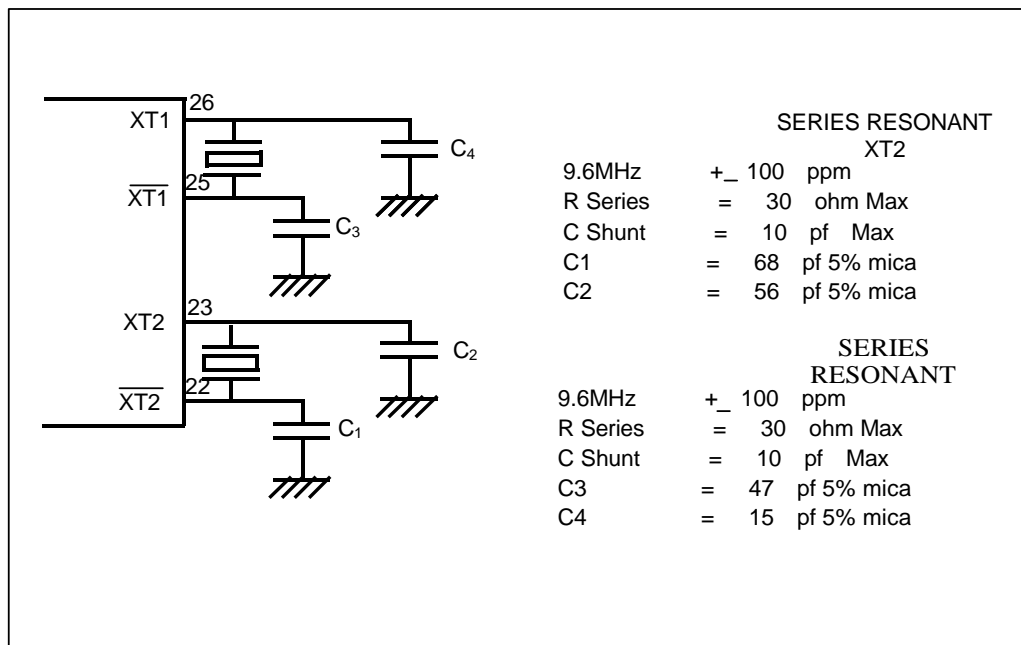 26
XT1
C4
25
XT1
C3
23
XT2
C2
22
XT2
C1
SERIES RESONANT
XT2
9.6MHz +_ 100 ppm
R Series = 30 ohm Max
C Shunt = 10 pf Max
C1 = 68 pf 5% mica
C2 = 56 pf 5% mica
SERIES
RESONANT
9.6MHz +_ 100 ppm
R Series = 30 ohm Max
C Shunt = 10 pf Max
C3 = 47 pf 5% mica
C4 = 15 pf 5% mica